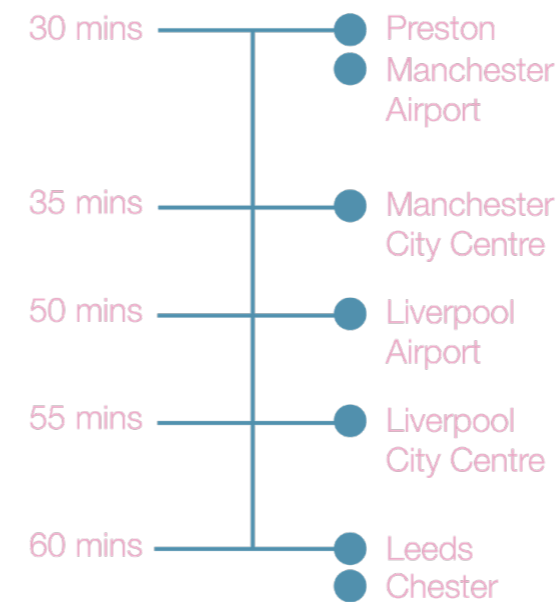 30 mins Preston
Manchester
Airport
35 mins Manchester
City Centre
50 mins Liverpool
Airport
55 mins Liverpool
City Centre
60 mins Leeds
Chester